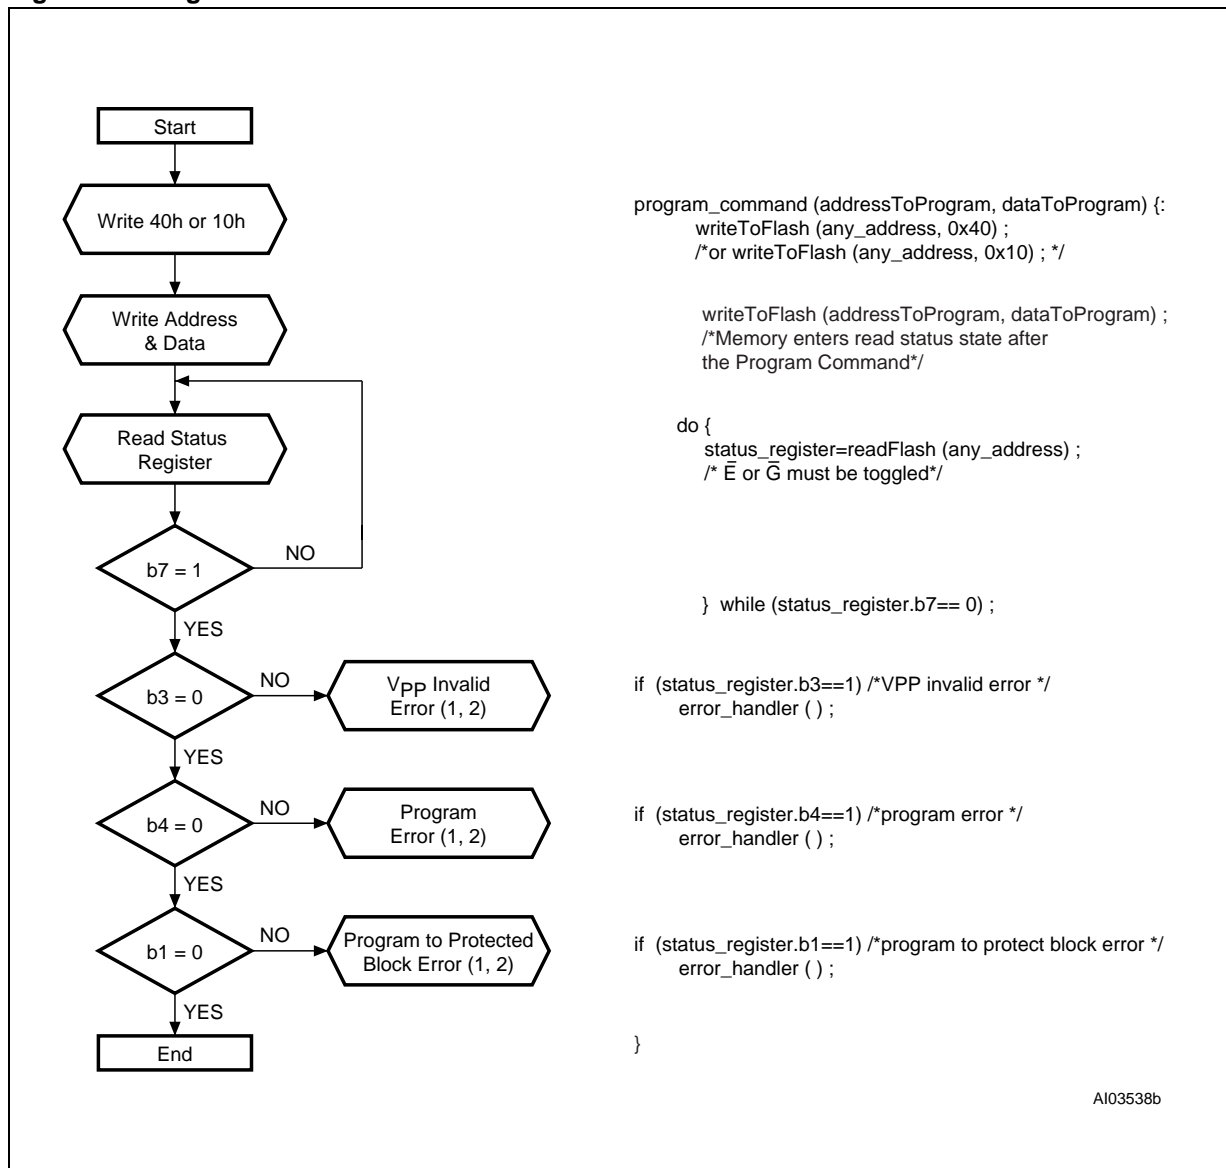 Start
Write 40h or 10h
Write Address
& Data
Read Status
Register
b7 = 1
NO
YES
b3 = 0
NO
VPP Invalid
Error (1, 2)
YES
b4 = 0
NO
Program
Error (1, 2)
YES
b1 = 0
NO
Program to Protected
Block Error (1, 2)
YES
End
program_command (addressToProgram, dataToProgram) {:
writeToFlash (any_address, 0x40) ;
/*or writeToFlash (any_address, 0x10) ; */
writeToFlash (addressToProgram, dataToProgram) ;
/*Memory enters read status state after
the Program Command*/
do {
status_register=readFlash (any_address) ;
/* E̅ or G̅ must be toggled*/
} while (status_register.b7== 0) ;
if (status_register.b3==1) /*VPP invalid error */
error_handler ( ) ;
if (status_register.b4==1) /*program error */
error_handler ( ) ;
if (status_register.b1==1) /*program to protect block error */
error_handler ( ) ;
}
AI03538b